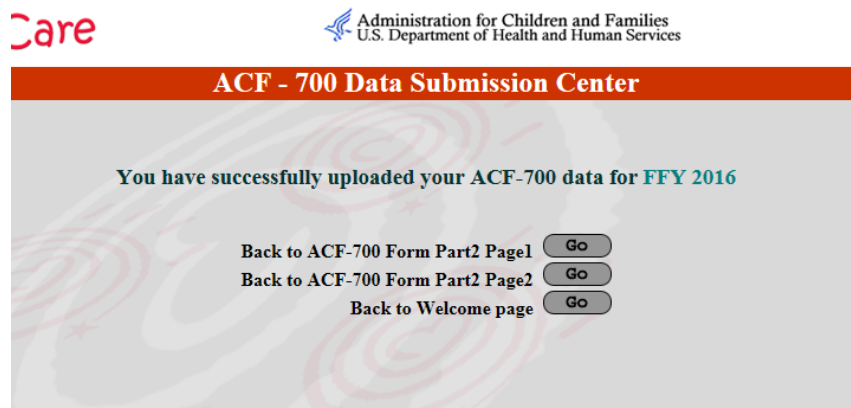 Care
Administration for Children and Families
U.S. Department of Health and Human Services
ACF - 700 Data Submission Center
You have successfully uploaded your ACF-700 data for FFY 2016
Back to ACF-700 Form Part2 Page1 Go
Back to ACF-700 Form Part2 Page2 Go
Back to Welcome page Go